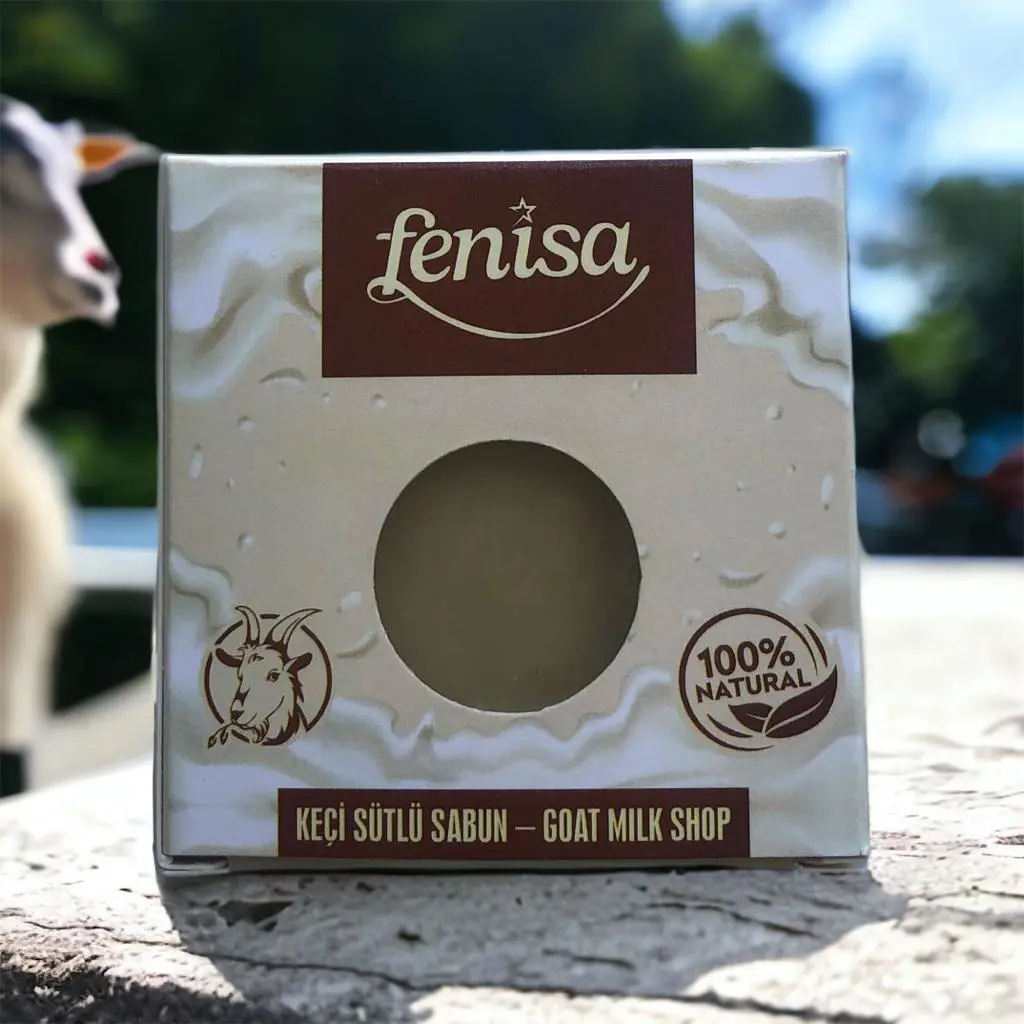 fenisa
100%
NATURAL
KEÇİ SÜTLÜ SABUN – GOAT MILK SHOP